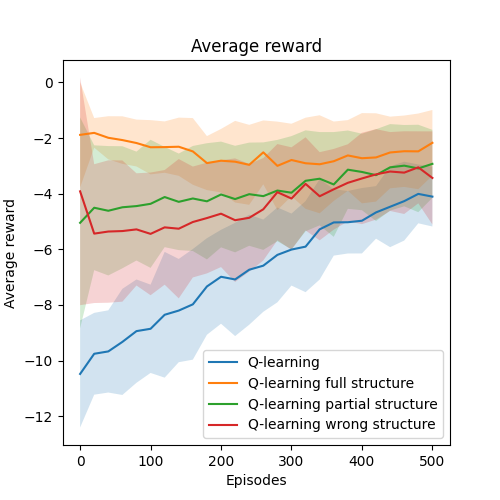 Average reward
0
−2
−4
−6
−8
−10
−12
Average reward
0
100
200
300
400
500
Episodes
Q-learning
Q-learning full structure
Q-learning partial structure
Q-learning wrong structure